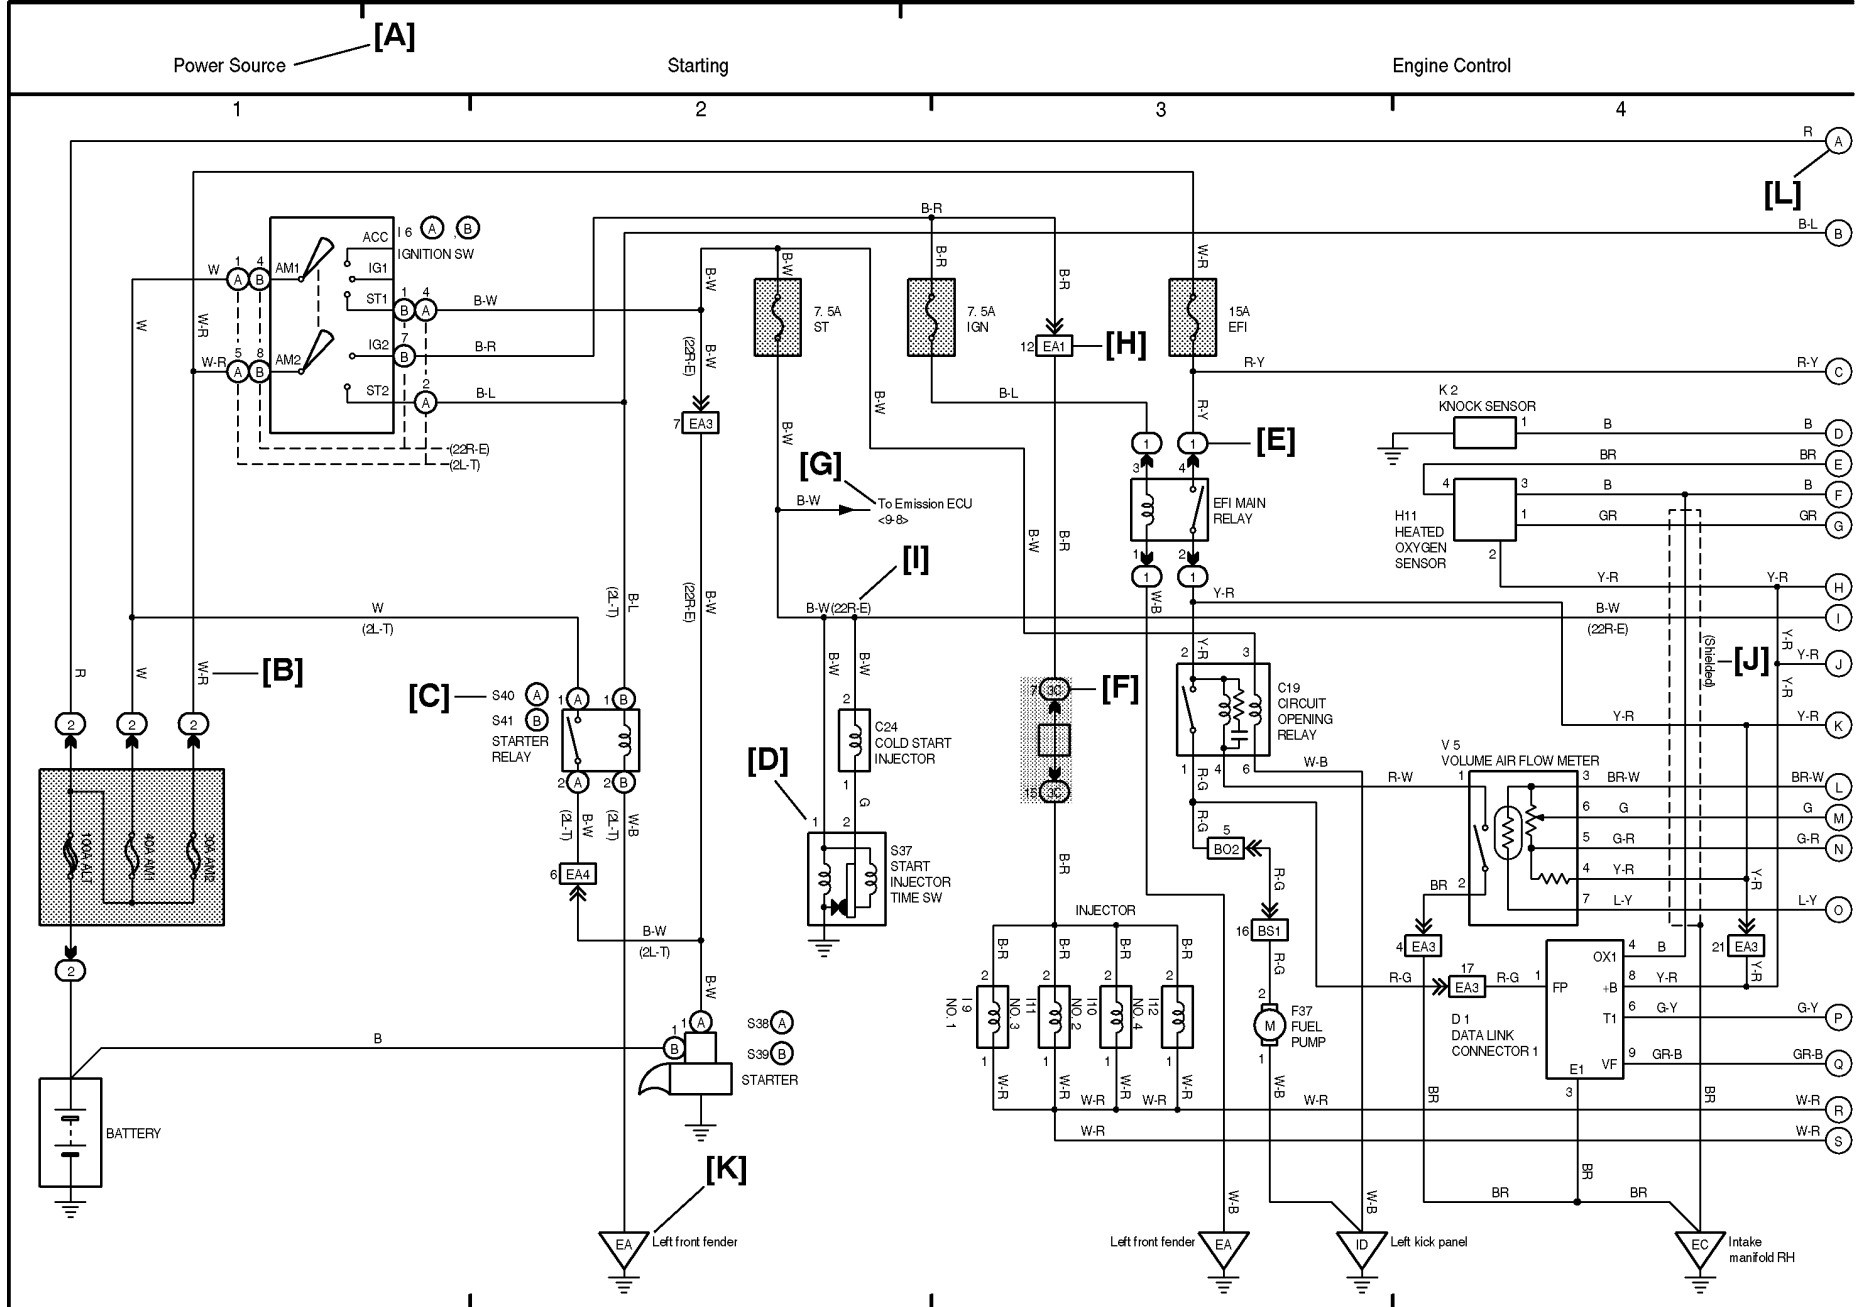 [A]
Power Source
Starting
Engine Control
1
2
3
4
R
A
[L]
B-R
B-L
B
I 6 A , B
IGNITION SW
ACC
IG1
AM1
ST1
W
1
4
A
B
B-R
B-R
W-R
B-W
B-W
1
4
B
A
B-W
7. 5A
ST
7. 5A
IGN
15A
EFI
W
W-R
(22R-E)
B-W
IG2
7
B
B-R
12
EA1
[H]
W-R
5
8
A
B
AM2
R-Y
R-Y
C
ST2
2
A
B-L
B-W
B-L
R-Y
K 2
KNOCK SENSOR
1
B
B
D
7
EA3
B-W
1
1
[E]
(22R-E)
(2L-T)
[G]
3
4
BR
BR
E
B-W
To Emission ECU
<9-8>
EFI MAIN
RELAY
4
3
B
B
F
1
GR
GR
G
H11
HEATED
OXYGEN
SENSOR
2
B-W
B-R
[I]
1
2
1
1
Y-R
Y-R
H
W
(2L-T)
(2L-T)
B-L
(22R-E)
B-W
B-W(22R-E)
W-B
Y-R
B-W
(22R-E)
I
[B]
R
W
W-R
B-W
B-W
Y-R
2
3
(Shielded)
[J]
Y-R
Y-R
Y-R
J
[C]
S40 A
S41 B
STARTER
RELAY
1
A
1
B
2
C24
COLD START
INJECTOR
1
7
3C
[F]
C19
CIRCUIT
OPENING
RELAY
2
2
2
Y-R
Y-R
K
[D]
V 5
VOLUME AIR FLOW METER
2
A
2
B
1
4
6
W-B
R-W
1
3
BR-W
BR-W
L
15
3C
R-G
6
G
G
M
100A ALT
40A AM1
30A AM2
(2L-T)
B-W
(2L-T)
W-B
G
1
2
R-G
5
BO2
5
G-R
G-R
N
S37
START
INJECTOR
TIME SW
6
EA4
B-R
R-G
4
Y-R
Y-R
BR
2
7
L-Y
L-Y
O
B-W
(2L-T)
INJECTOR
16
BS1
4
EA3
21
EA3
2
B-R
B-R
B-R
B-R
R-G
OX1
4
B
Y-R
B-W
2
2
2
2
R-G
17
EA3
R-G
1
FP
+B
8
Y-R
I 9
NO. 1
I11
NO. 3
I10
NO. 2
I12
NO. 4
2
M
F37
FUEL
PUMP
1
T1
6
G-Y
G-Y
P
D 1
DATA LINK
CONNECTOR 1
1
A
1
B
S38 A
S39 B
STARTER
B
1
1
1
1
VF
9
GR-B
GR-B
Q
E1
3
W-R
W-R
W-R
W-R
W-B
BR
BR
W-R
W-R
W-R
W-R
R
W-R
W-R
S
BATTERY
[K]
BR
BR
BR
W-B
W-B
EA
Left front fender
Left front fender
EA
ID
Left kick panel
EC
Intake
manifold RH